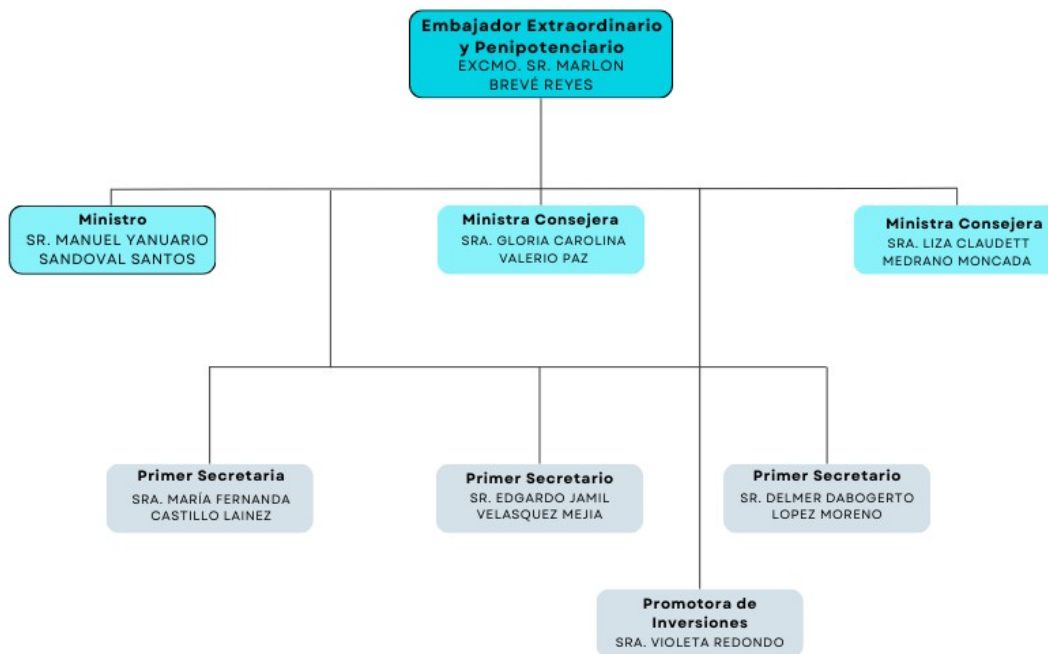 Embajador Extraordinario
y Penipotenciario
EXCMO. SR. MARLON
BREVÉ REYES
Ministro
SR. MANUEL YANUARIO
SANDOVAL SANTOS
Ministra Consejera
SRA. GLORIA CAROLINA
VALERIO PAZ
Ministra Consejera
SRA. LIZA CLAUDETT
MEDRANO MONCADA
Primer Secretaria
SRA. MARÍA FERNANDA
CASTILLO LAINEZ
Primer Secretario
SR. EDGARDO JAMIL
VELASQUEZ MEJIA
Primer Secretario
SR. DELMER DABOGERTO
LOPEZ MORENO
Promotora de
Inversiones
SRA. VIOLETA REDONDO